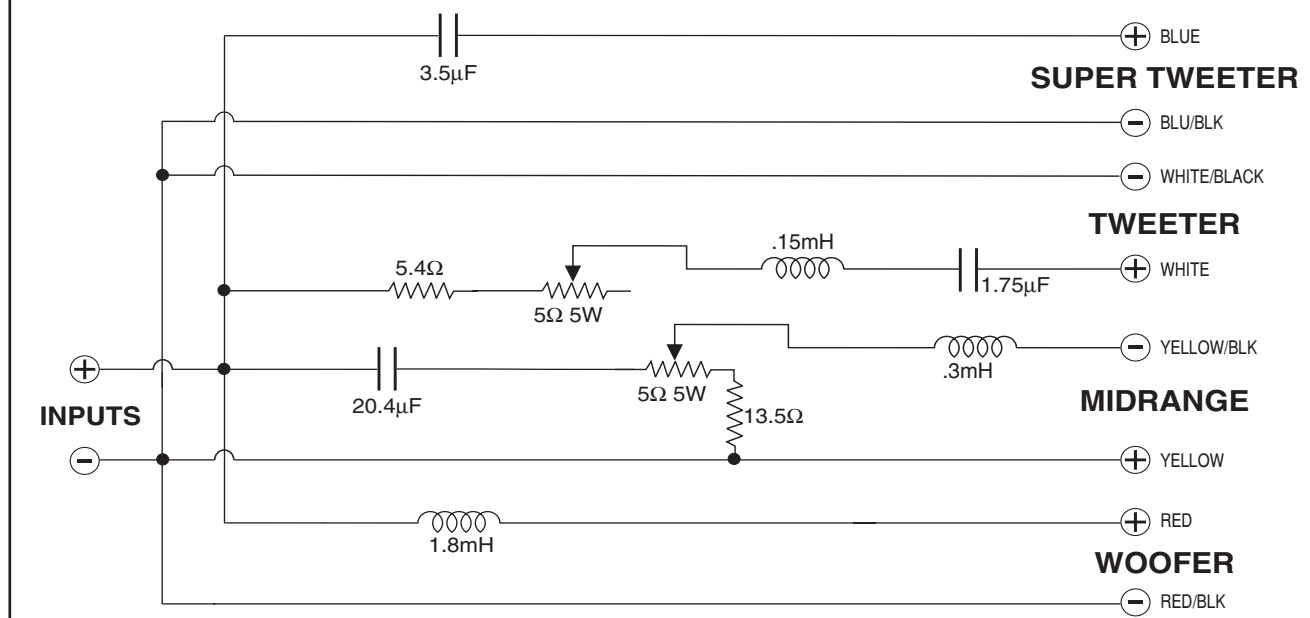 BLUE
3.5µF
SUPER TWEETER
BLU/BLK
WHITE/BLACK
TWEETER
.15mH
5.4Ω
WHITE
1.75µF
5Ω 5W
YELLOW/BLK
.3mH
5Ω 5W
20.4µF
MIDRANGE
INPUTS
13.5Ω
YELLOW
RED
1.8mH
WOOFER
RED/BLK